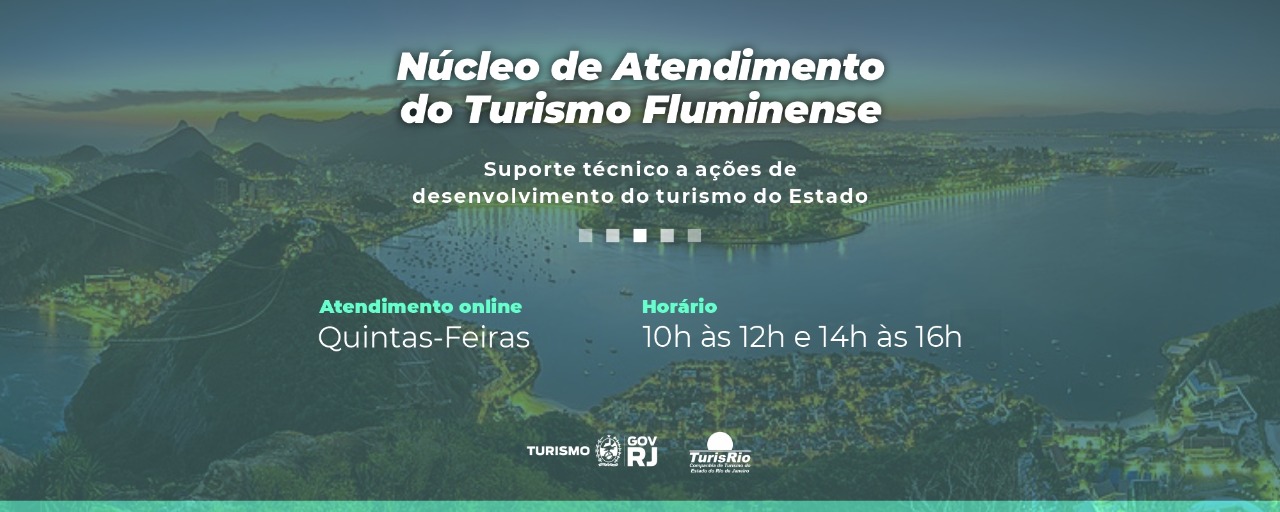 Núcleo de Atendimento
do Turismo Fluminense
Suporte técnico a ações de
desenvolvimento do turismo do Estado
Atendimento online
Quintas-Feiras
Horário
10h às 12h e 14h às 16h
TURISMO
GOV
RJ
TurisRio
Companhia de Turismo do
Estado do Rio de Janeiro